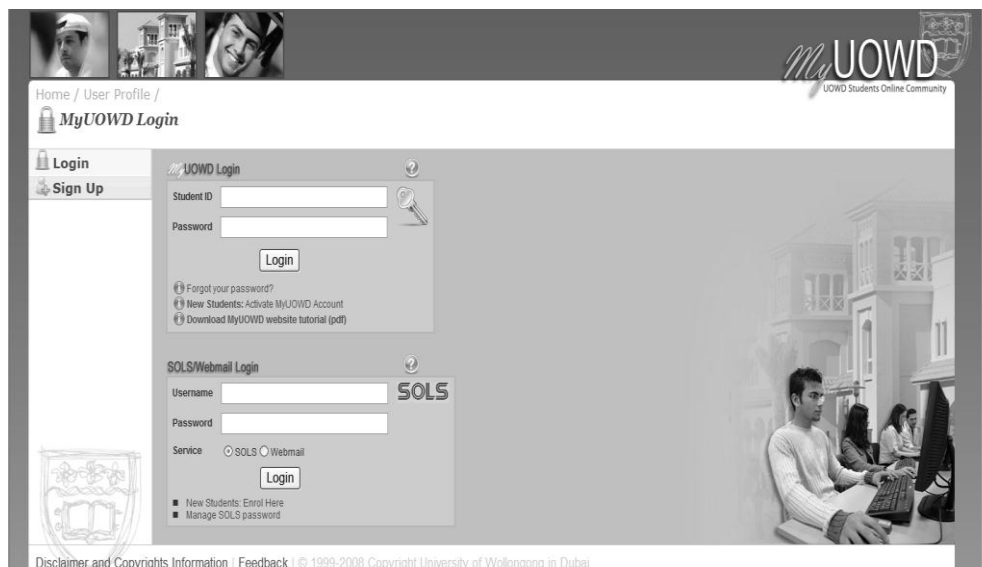 MyUOWD
UOWD Students Online Community
Home / User Profile /
MyUOWD Login
Login
Sign Up
MyUOWD Login
Student ID
Password
Login
Forgot your password?
New Students: Activate MyUOWD Account
Download MyUOWD website tutorial (pdf)
SOLS/Webmail Login
SOLS
Username
Password
Service SOLS Webmail
Login
New Students: Enrol Here
Manage SOLS password
Disclaimer and Copyrights Information | Feedback | © 1999-2008 Copyright University of Wollongong in Dubai